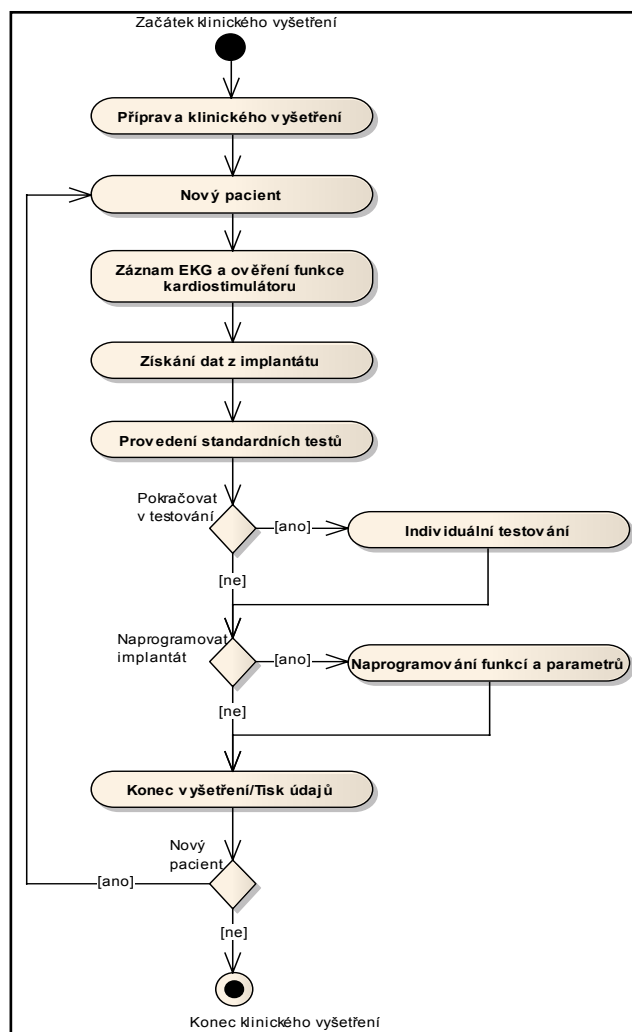 Začátek klinického vyšetření
Příprava klinického vyšetření
Nový pacient
Záznam EKG a ověření funkce
kardiostimulátoru
Získání dat z implantátu
Provedení standardních testů
Pokračovat
v testování
[ano]
Individuální testování
[ne]
Naprogramovat
implantát
[ano]
Naprogramování funkcí a parametrů
[ne]
Konec vyšetření/Tisk údajů
Nový
pacient
[ano]
[ne]
Konec klinického vyšetření